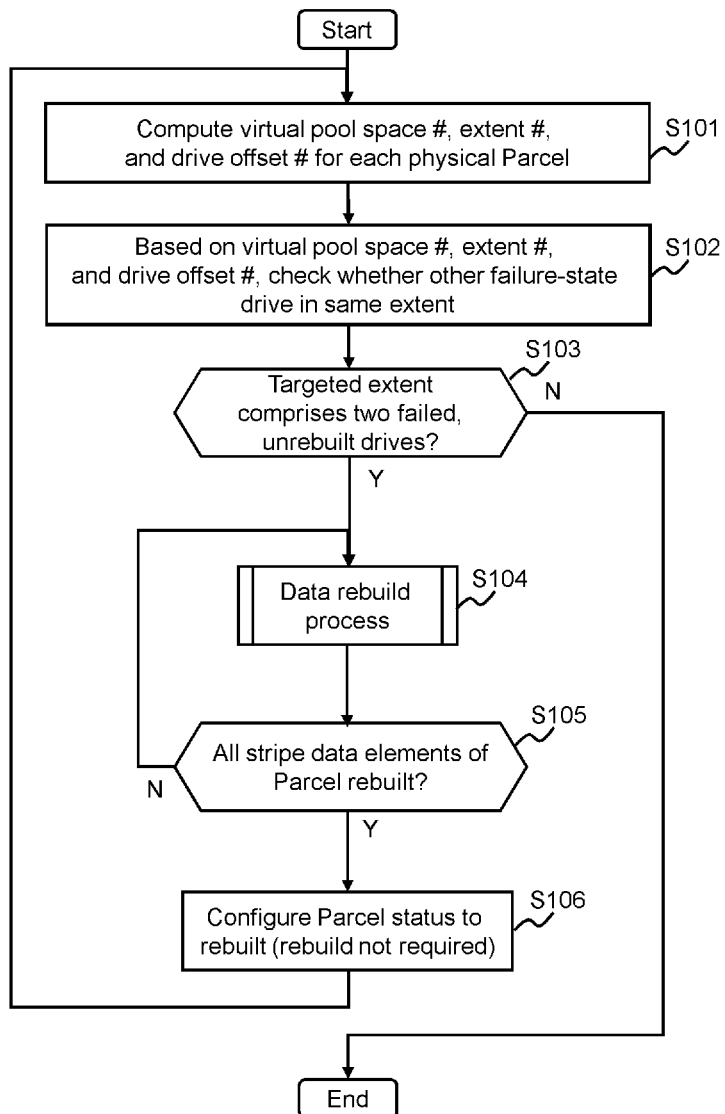 Start
Compute virtual pool space #, extent #,
and drive offset # for each physical Parcel
S101
Based on virtual pool space #, extent #,
and drive offset #, check whether other failure-state
drive in same extent
S102
S103
Targeted extent
comprises two failed,
unrebuilt drives?
N
Y
Data rebuild
process
S104
S105
All stripe data elements of
Parcel rebuilt?
N
Y
Configure Parcel status to
rebuilt (rebuild not required)
S106
End